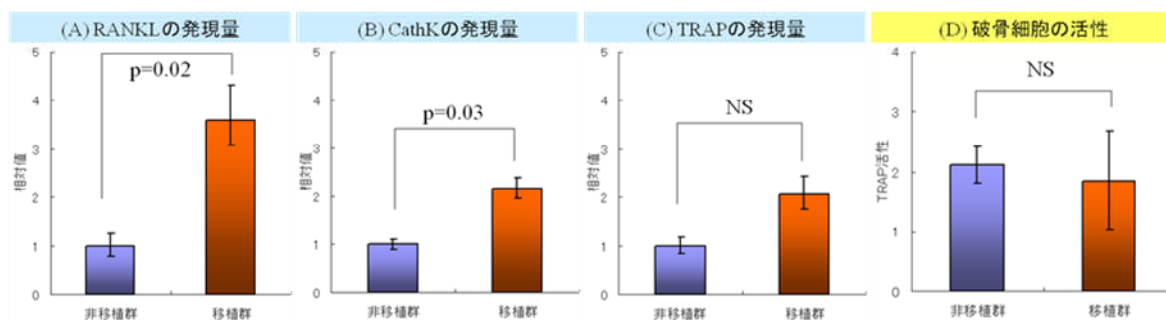 (A) RANKLの発現量
5
4
3
2
1
0
相対値
p=0.02
非移植群
移植群
(B) CathKの発現量
5
4
3
2
1
0
相対値
p=0.03
非移植群
移植群
(C) TRAPの発現量
5
4
3
2
1
0
相対値
NS
非移植群
移植群
(D) 破骨細胞の活性
4
3
2
1
0
TRAP活性
NS
非移植群
移植群